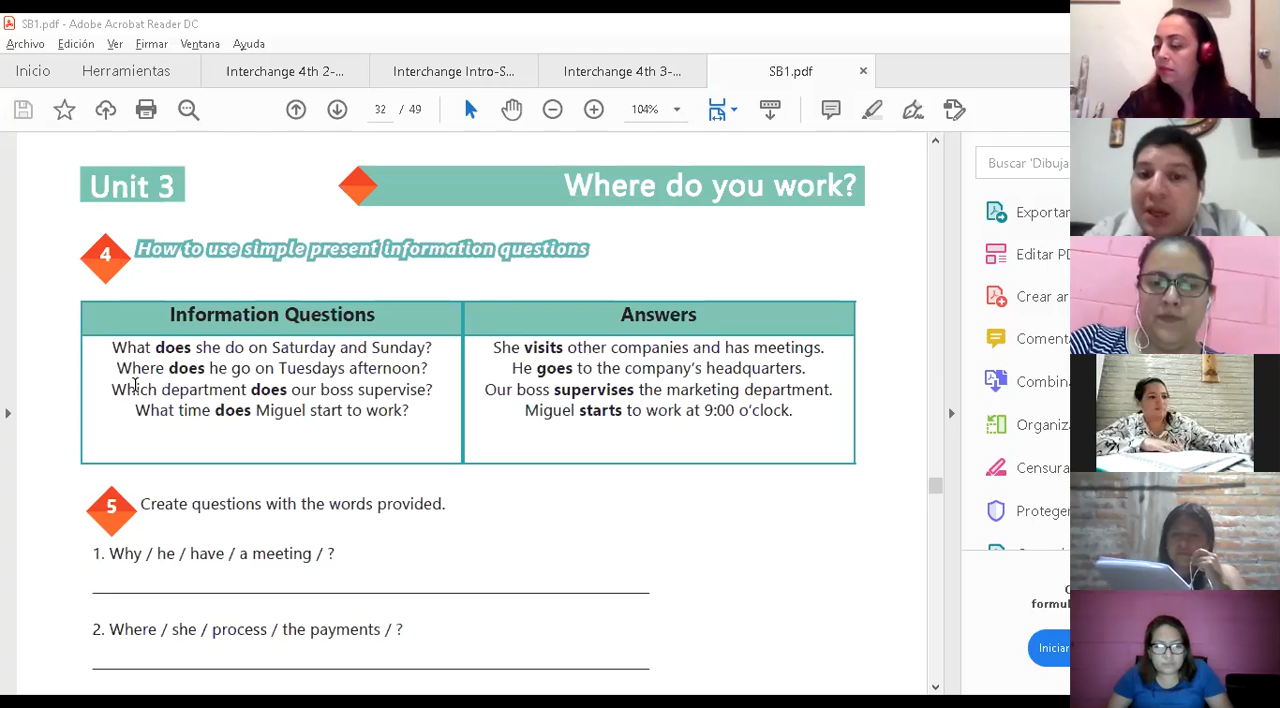 SB1.pdf - Adobe Acrobat Reader DC
Archivo Edición Ver Firmar Ventana Ayuda
Inicio Herramientas Interchange 4th 2-... Interchange Intro-S... Interchange 4th 3-... SB1.pdf
32 / 49 104%
Unit 3
Where do you work?
4 How to use simple present information questions
Information Questions
What does she do on Saturday and Sunday?
Where does he go on Tuesdays afternoon?
Which department does our boss supervise?
What time does Miguel start to work?
Answers
She visits other companies and has meetings.
He goes to the company's headquarters.
Our boss supervises the marketing department.
Miguel starts to work at 9:00 o'clock.
5 Create questions with the words provided.
1. Why / he / have / a meeting / ?
2. Where / she / process / the payments / ?
Buscar 'Dibuja
Exportar
Editar PD
Crear ar
Coment
Combin
Organiz
Censura
Proteger
formul
Iniciar